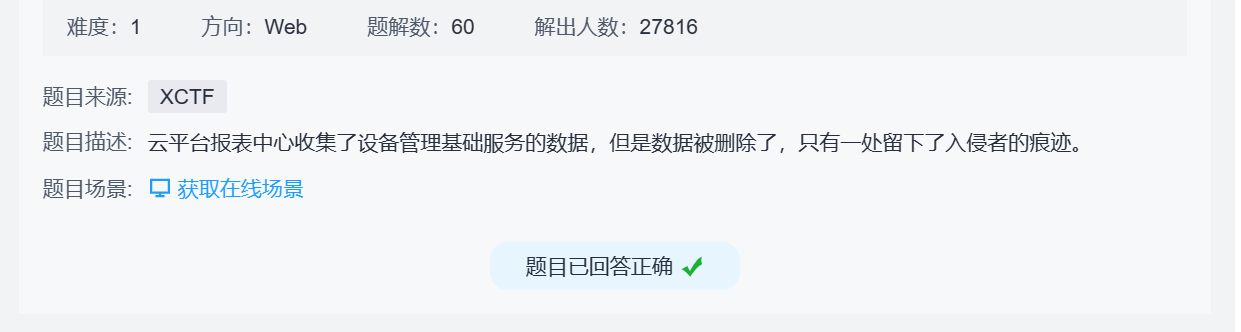 难度：1 方向：Web 题解数：60 解出人数：27816
题目来源: XCTF
题目描述: 云平台报表中心收集了设备管理基础服务的数据，但是数据被删除了，只有一处留下了入侵者的痕迹。
题目场景: 获取在线场景
题目已回答正确